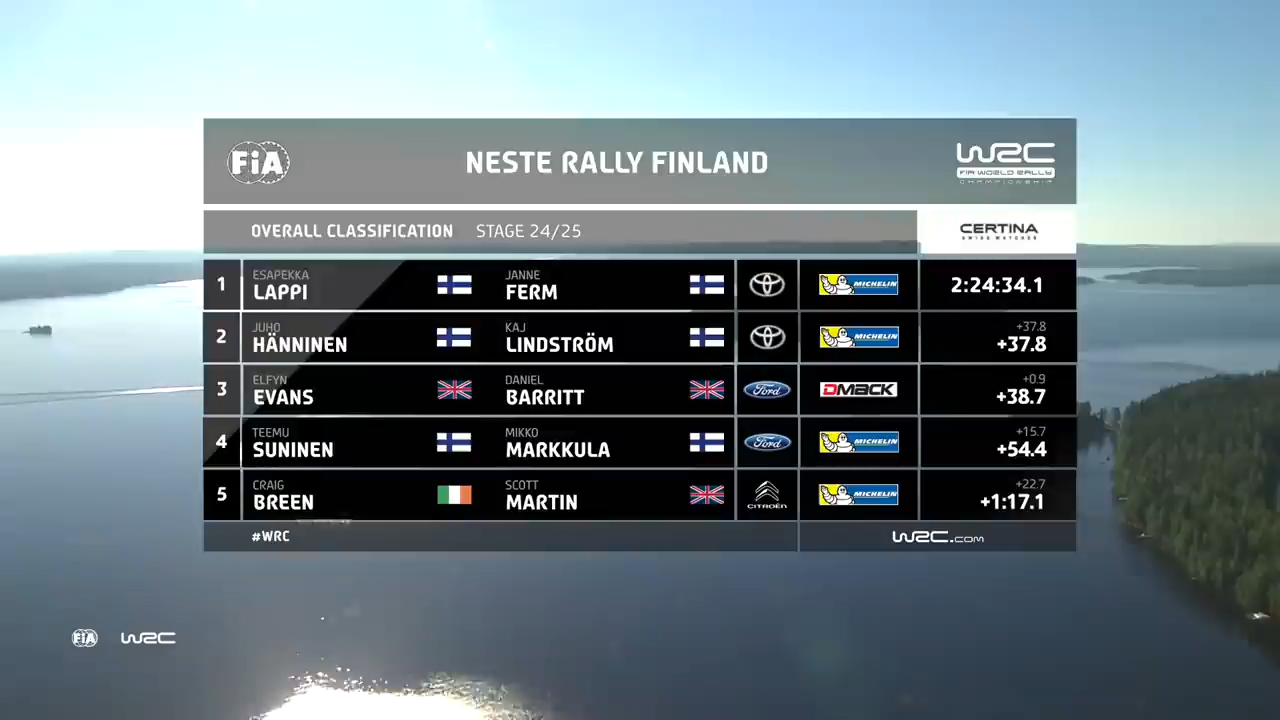 FiA
NESTE RALLY FINLAND
WRC
FIA WORLD RALLY
CHAMPIONSHIP
OVERALL CLASSIFICATION STAGE 24/25
CERTINA
SWISS WATCHES
1 ESAPEKKA LAPPI JANNE FERM MICHELIN 2:24:34.1
2 JUHO HÄNNINEN KAJ LINDSTRÖM MICHELIN +37.8 +37.8
3 ELFYN EVANS DANIEL BARRITT Ford DMACK +0.9 +38.7
4 TEEMU SUNINEN MIKKO MARKKULA Ford MICHELIN +15.7 +54.4
5 CRAIG BREEN SCOTT MARTIN CITROËN MICHELIN +22.7 +1:17.1
#WRC WRC.COM
FiA WRC